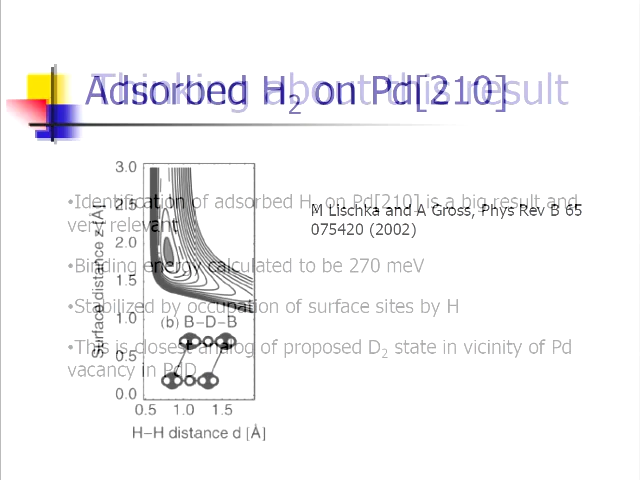 Adsorbed H2 on Pd[210]
Thinking about this result
•Identification of adsorbed H2 on Pd[210] is a big result and
very relevant
•Binding energy calculated to be 270 meV
•Stabilized by occupation of surface sites by H
•This is closest analog of proposed D2 state in vicinity of Pd
vacancy in PdD
M Lischka and A Gross, Phys Rev B 65
075420 (2002)
Surface distance z [Å]
3.0
2.5
2.0
1.5
1.0
0.5
0.0
(b) B–D–B
0.5 1.0 1.5
H–H distance d [Å]